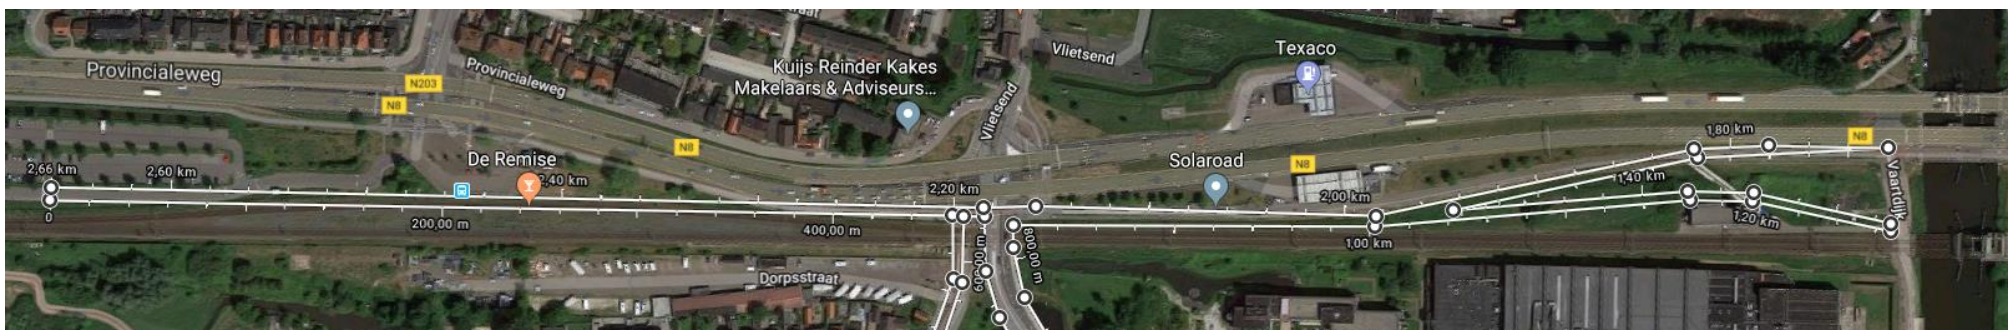 straat
Provincialeweg
N203
N8
Provincialeweg
Kuijs Reinder Kakes
Makelaars & Adviseurs...
Vlietsend
Vlietsend
Texaco
N8
1,80 km
N8
2,66 km
2,60 km
De Remise
2,40 km
2,20 km
Solaroad
N8
2,00 km
1,40 km
Vaartdijk
0
200,00 m
400,00 m
600,00 m
800,00 m
1,00 km
1,20 km
Dorpsstraat